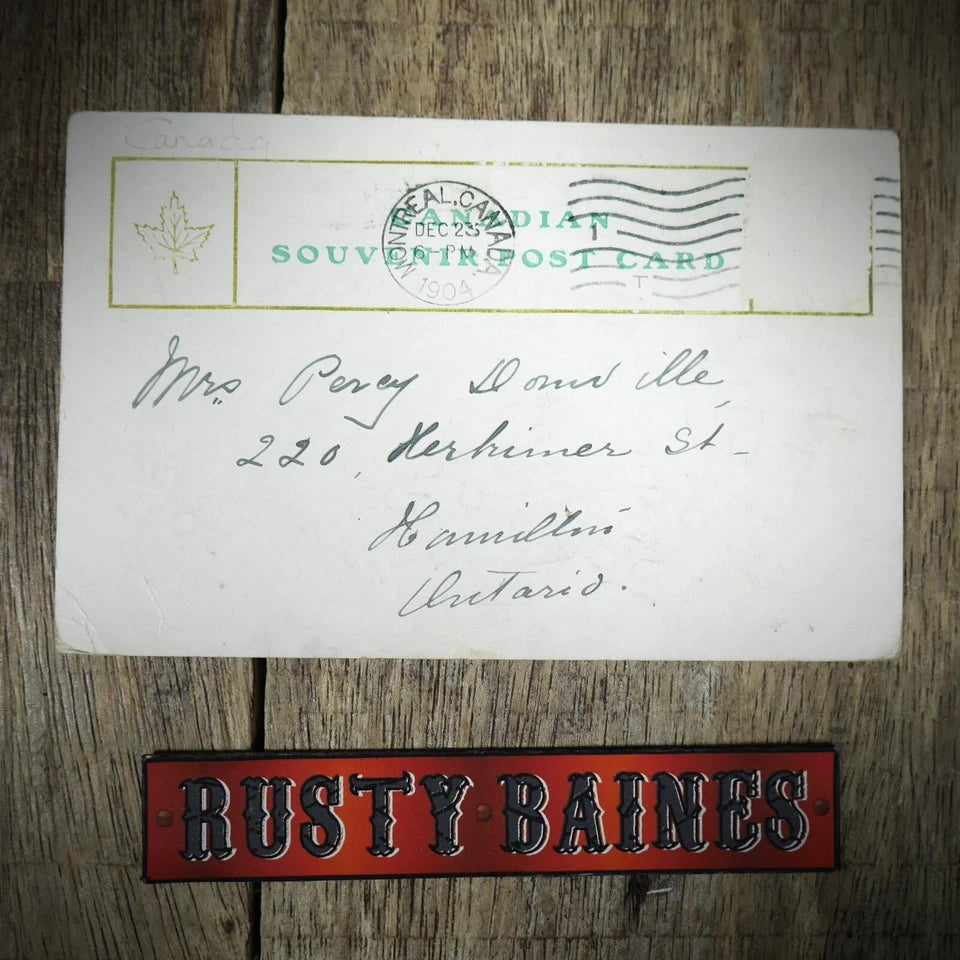 Canada
CANADIAN
SOUVENIR POST CARD
MONTREAL, CANADA
DEC 23
6-PM
1904
1
T
Mrs Percy Domville
220, Herkimer St
Hamilton
Ontario.
RUSTY BAINES